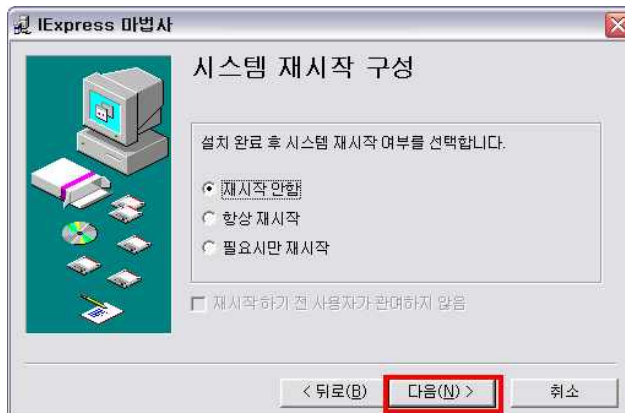 IExpress 마법사
시스템 재시작 구성
설치 완료 후 시스템 재시작 여부를 선택합니다.
재시작 안함
항상 재시작
필요시만 재시작
재시작 하기 전 사용자가 관여하지 않음
< 뒤로(B)
다음(N) >
취소